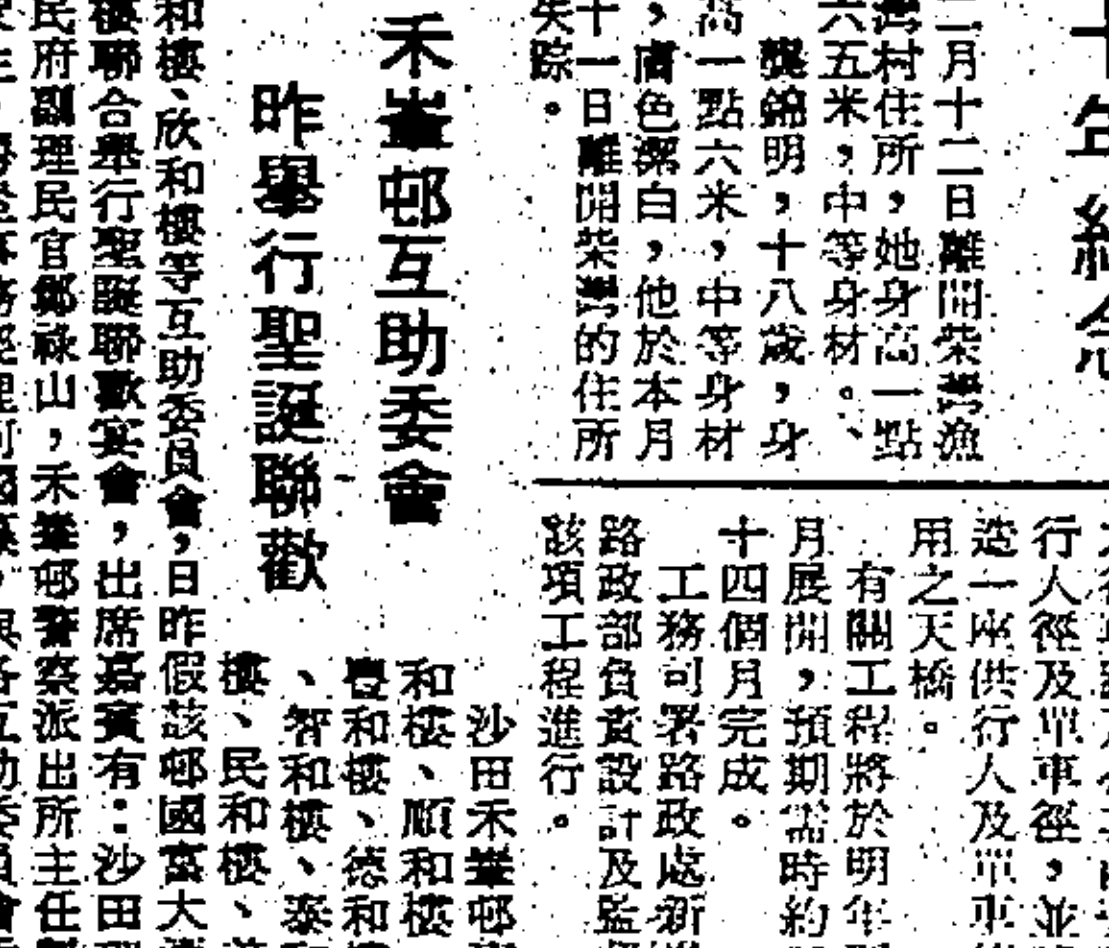 二月十二日離開柴灣漁
灣村住所，她身高一點
六五米，中等身材。
龔錦明，十八歲，身
高一點六米，中等身材
，膚色潔白，他於本月
十一日離開柴灣的住所
失踪。
行人徑及單車徑，並
造一座供行人及單車
用之天橋。
有關工程將於明年
月展開，預期需時約
十四個月完成。
工務司署路政處新
路政部負責設計及監
該項工程進行。
禾輋邨互助委會
昨舉行聖誕聯歡
沙田禾輋邨
和樓、順和樓
豐和樓、德和樓
、智和樓、泰和
樓、民和樓、
和樓、欣和樓等互助委員會，日昨假該邨國富大
樓聯合舉行聖誕聯歡宴會，出席嘉賓有：沙田理
民府副理民官鄭祿山，禾輋邨警察派出所主任